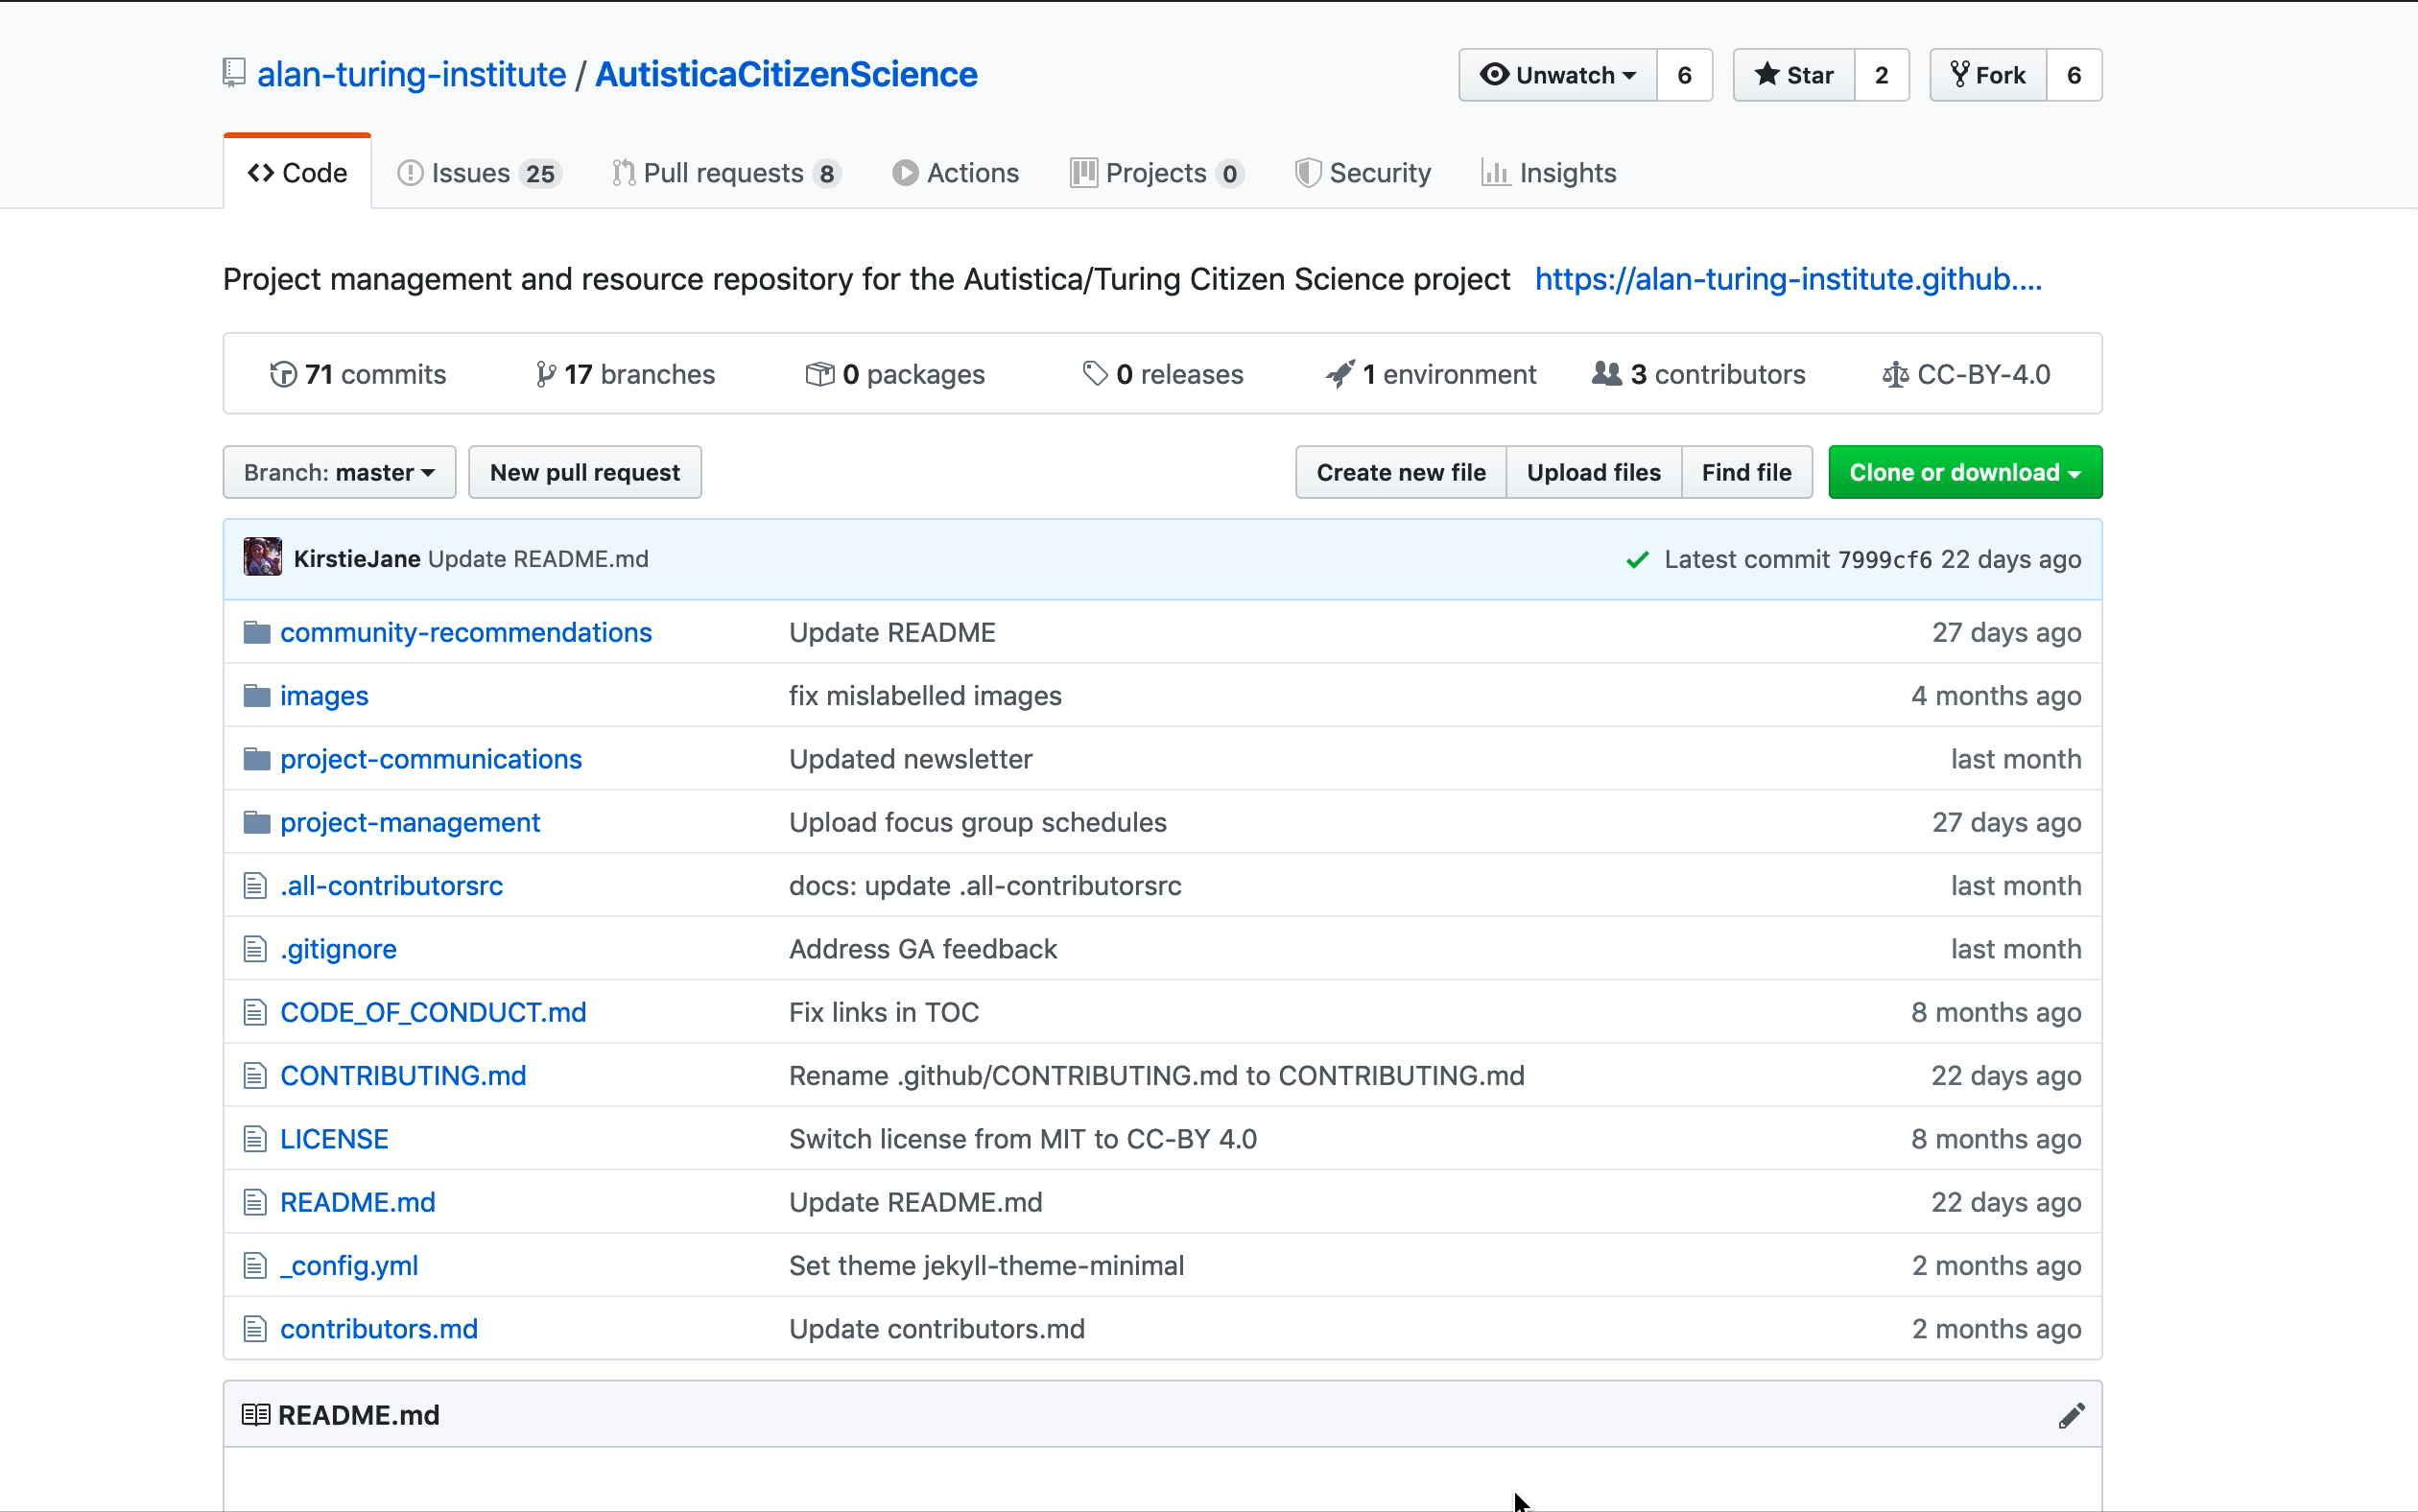 alan-turing-institute / AutisticaCitizenScience
Unwatch 6 Star 2 Fork 6
Code Issues 25 Pull requests 8 Actions Projects 0 Security Insights
Project management and resource repository for the Autistica/Turing Citizen Science project https://alan-turing-institute.github....
71 commits 17 branches 0 packages 0 releases 1 environment 3 contributors CC-BY-4.0
Branch: master New pull request Create new file Upload files Find file Clone or download
KirstieJane Update README.md Latest commit 7999cf6 22 days ago
community-recommendations Update README 27 days ago
images fix mislabelled images 4 months ago
project-communications Updated newsletter last month
project-management Upload focus group schedules 27 days ago
.all-contributorsrc docs: update .all-contributorsrc last month
.gitignore Address GA feedback last month
CODE_OF_CONDUCT.md Fix links in TOC 8 months ago
CONTRIBUTING.md Rename .github/CONTRIBUTING.md to CONTRIBUTING.md 22 days ago
LICENSE Switch license from MIT to CC-BY 4.0 8 months ago
README.md Update README.md 22 days ago
_config.yml Set theme jekyll-theme-minimal 2 months ago
contributors.md Update contributors.md 2 months ago
README.md